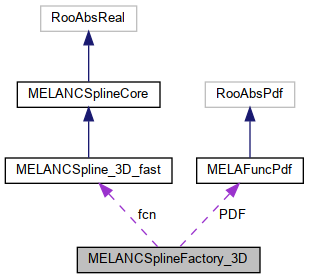 RooAbsReal
MELANCSplineCore
RooAbsPdf
MELANCSpline_3D_fast
MELAFuncPdf
fcn
PDF
MELANCSplineFactory_3D